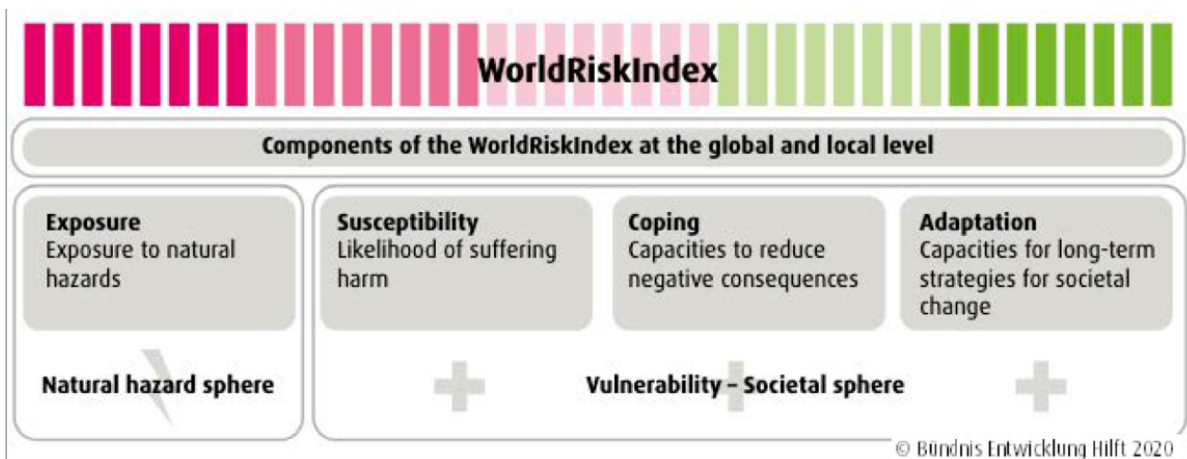 WorldRiskIndex
Components of the WorldRiskIndex at the global and local level
Exposure
Exposure to natural
hazards
Susceptibility
Likelihood of suffering
harm
Coping
Capacities to reduce
negative consequences
Adaptation
Capacities for long-term
strategies for societal
change
Natural hazard sphere
Vulnerability – Societal sphere
© Bündnis Entwicklung Hilft 2020